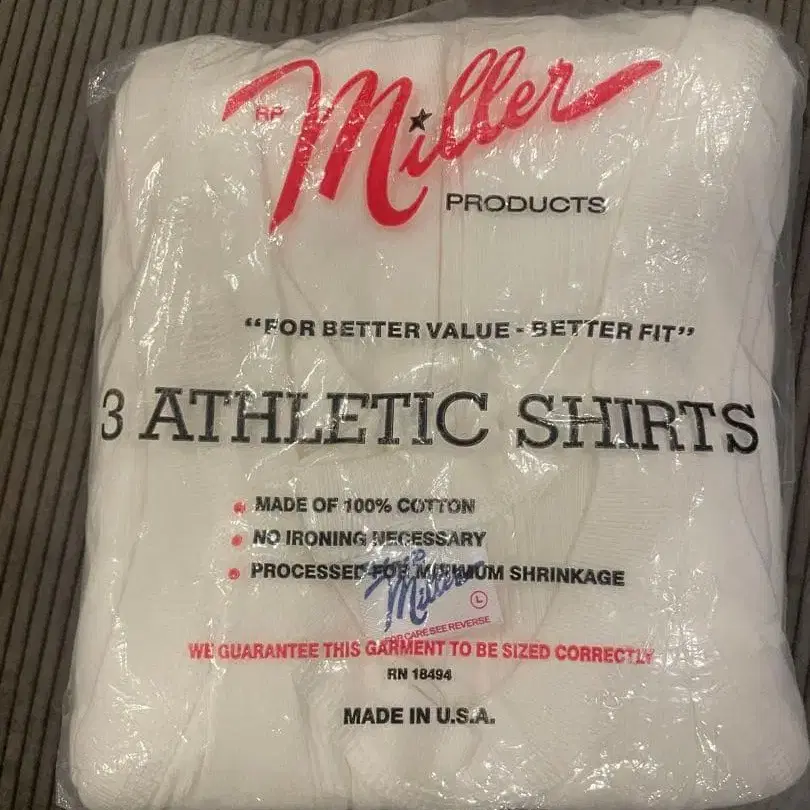 RP Miller
PRODUCTS
“FOR BETTER VALUE - BETTER FIT”
3 ATHLETIC SHIRTS
MADE OF 100% COTTON
NO IRONING NECESSARY
PROCESSED FOR MINIMUM SHRINKAGE
Miller
L
FOR CARE SEE REVERSE
WE GUARANTEE THIS GARMENT TO BE SIZED CORRECTLY
RN 18494
MADE IN U.S.A.